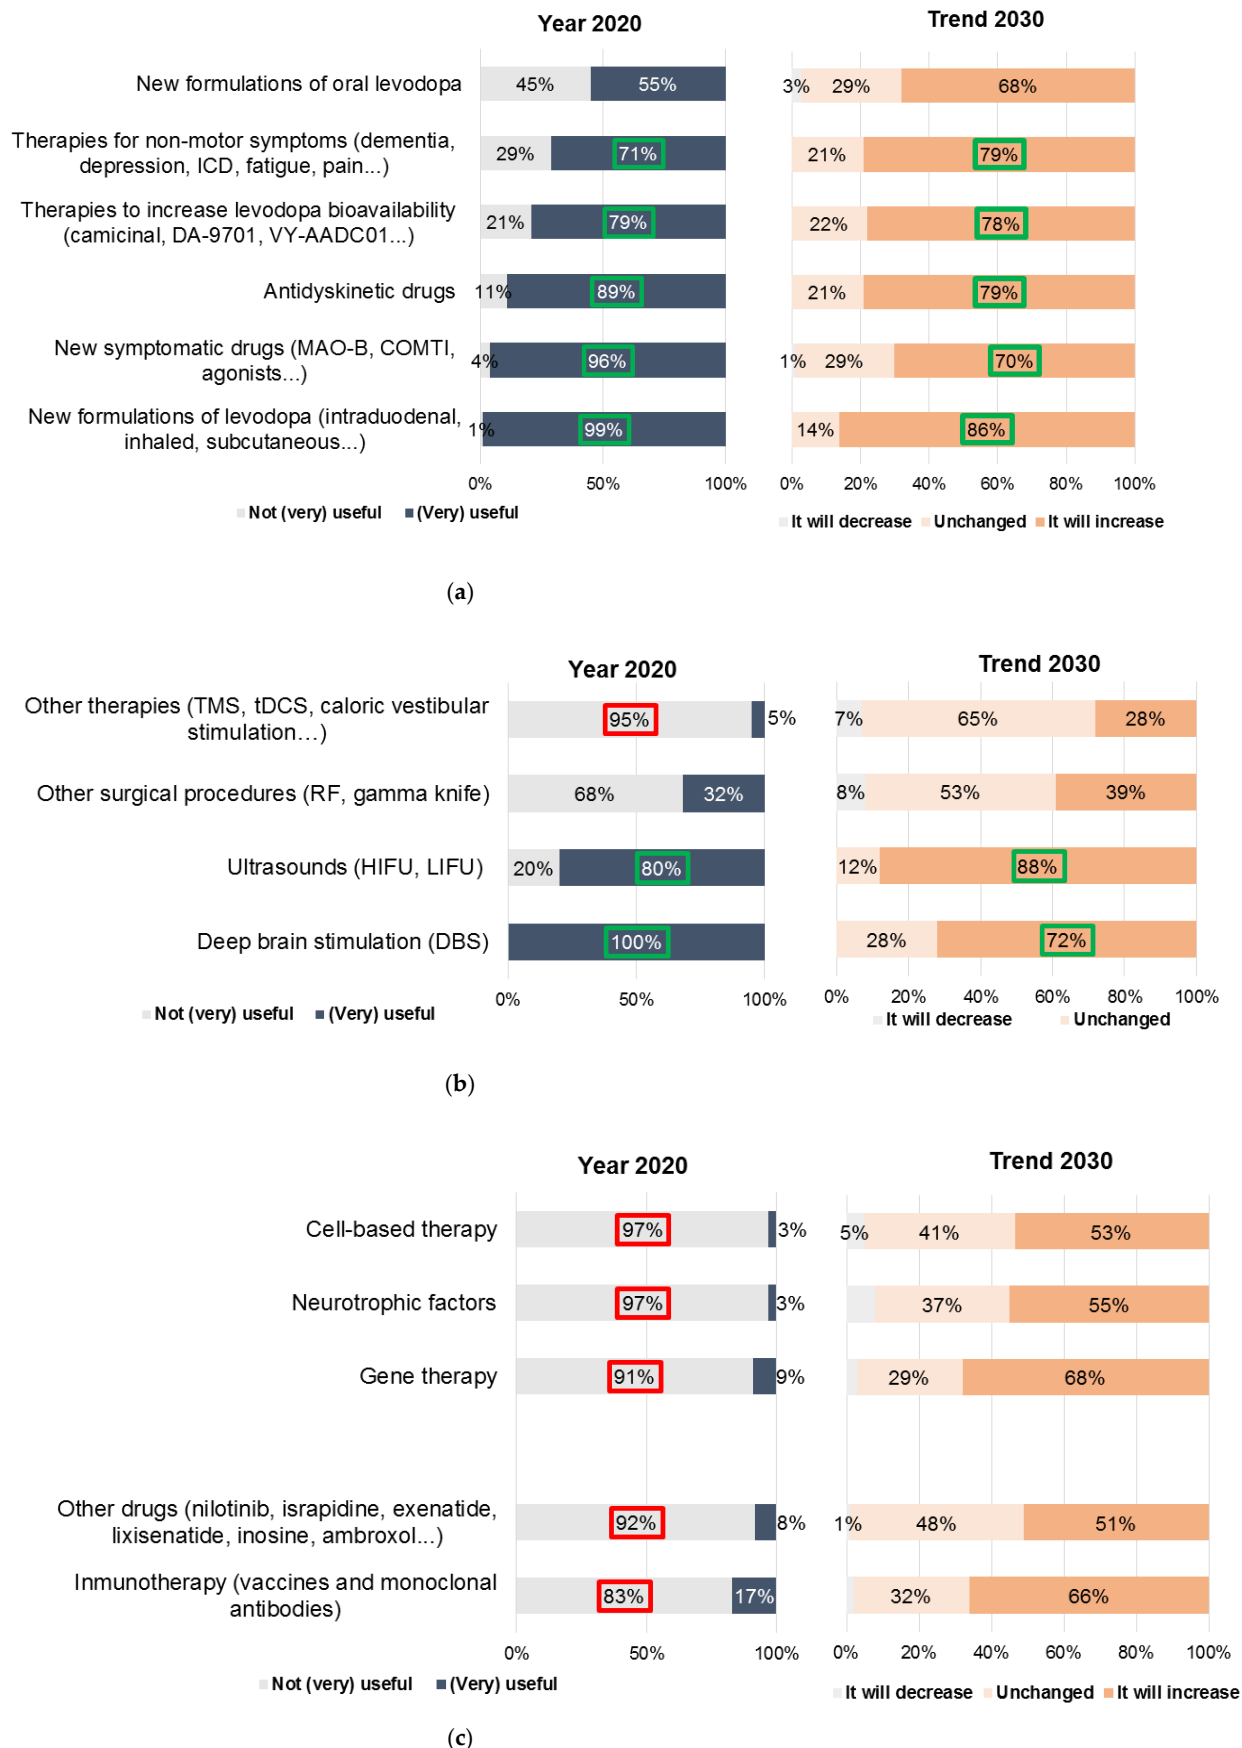 Year 2020
Trend 2030
New formulations of oral levodopa
45%
55%
3%
29%
68%
Therapies for non-motor symptoms (dementia,
depression, ICD, fatigue, pain...)
29%
71%
21%
79%
Therapies to increase levodopa bioavailability
(camicinal, DA-9701, VY-AADC01...)
21%
79%
22%
78%
Antidyskinetic drugs
11%
89%
21%
79%
New symptomatic drugs (MAO-B, COMTI,
agonists...)
4%
96%
1%
29%
70%
New formulations of levodopa (intraduodenal,
inhaled, subcutaneous...)
1%
99%
14%
86%
0%
50%
100%
0%
20%
40%
60%
80%
100%
Not (very) useful
(Very) useful
It will decrease
Unchanged
It will increase
(a)
Year 2020
Trend 2030
Other therapies (TMS, tDCS, caloric vestibular
stimulation…)
95%
5%
7%
65%
28%
Other surgical procedures (RF, gamma knife)
68%
32%
8%
53%
39%
Ultrasounds (HIFU, LIFU)
20%
80%
12%
88%
Deep brain stimulation (DBS)
100%
28%
72%
0%
50%
100%
0%
20%
40%
60%
80%
100%
Not (very) useful
(Very) useful
It will decrease
Unchanged
(b)
Year 2020
Trend 2030
Cell-based therapy
97%
3%
5%
41%
53%
Neurotrophic factors
97%
3%
37%
55%
Gene therapy
91%
9%
29%
68%
Other drugs (nilotinib, israpidine, exenatide,
lixisenatide, inosine, ambroxol...)
92%
8%
1%
48%
51%
Inmunotherapy (vaccines and monoclonal
antibodies)
83%
17%
32%
66%
0%
50%
100%
0%
20%
40%
60%
80%
100%
Not (very) useful
(Very) useful
It will decrease
Unchanged
It will increase
(c)